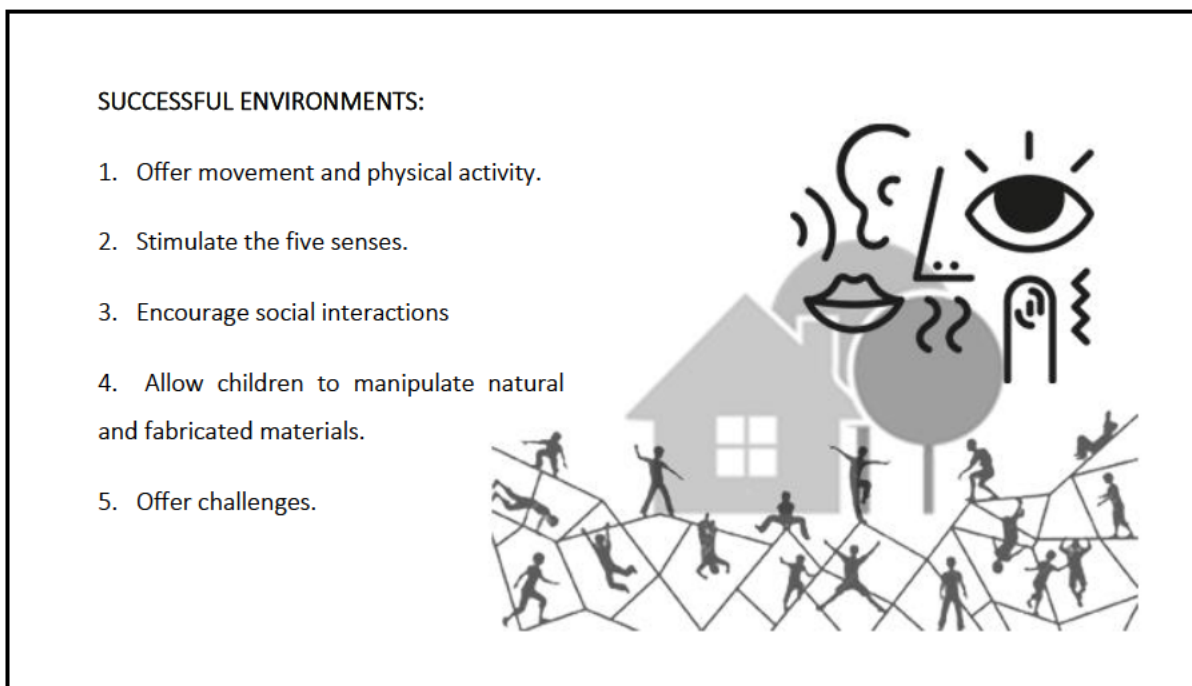 SUCCESSFUL ENVIRONMENTS:
1. Offer movement and physical activity.
2. Stimulate the five senses.
3. Encourage social interactions
4. Allow children to manipulate natural
and fabricated materials.
5. Offer challenges.